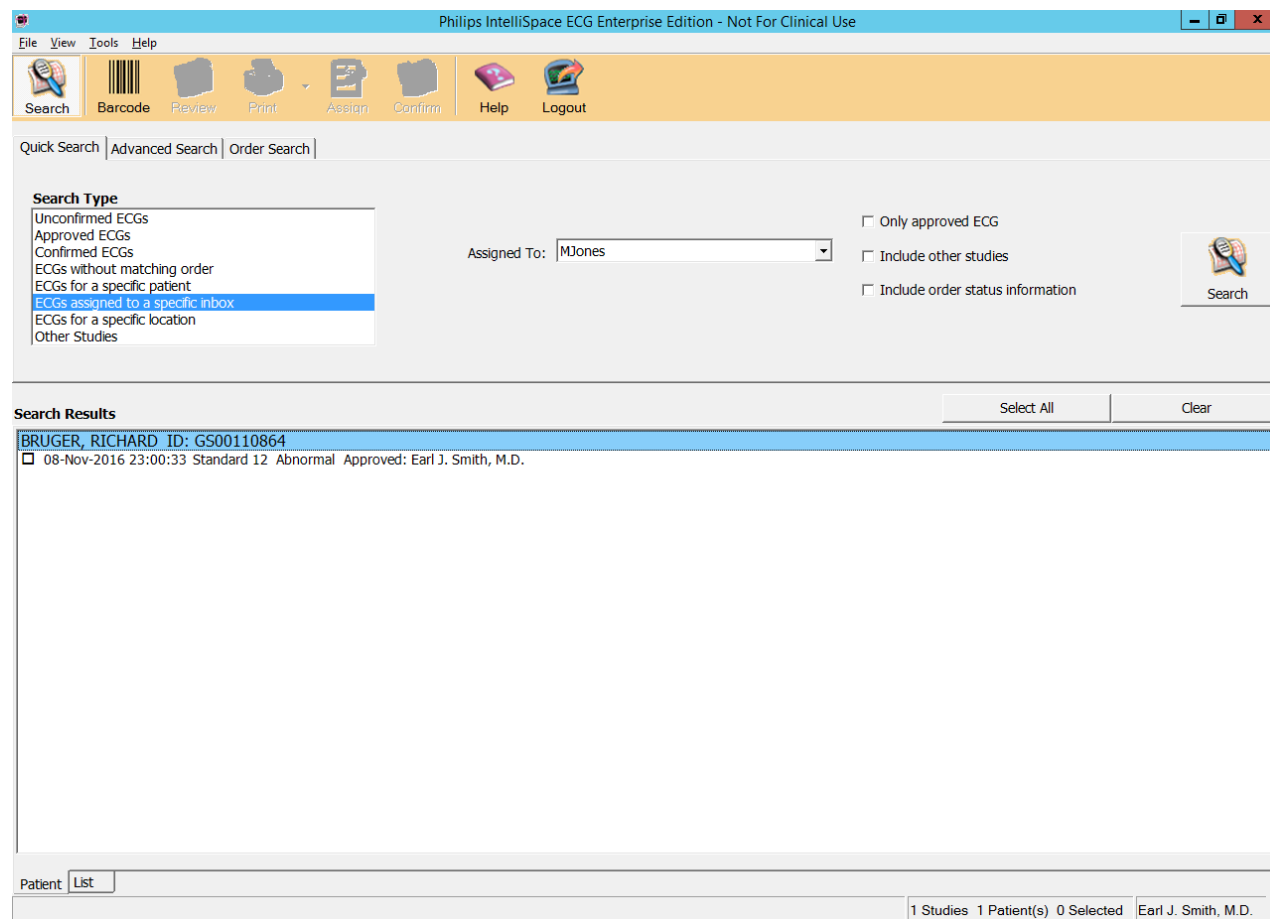 Philips IntelliSpace ECG Enterprise Edition - Not For Clinical Use
File View Tools Help
Search Barcode Review Print Assign Confirm Help Logout
Quick Search Advanced Search Order Search
Search Type
Unconfirmed ECGs
Approved ECGs
Confirmed ECGs
ECGs without matching order
ECGs for a specific patient
ECGs assigned to a specific inbox
ECGs for a specific location
Other Studies
Assigned To: MJones
Only approved ECG
Include other studies
Include order status information
Search
Search Results
Select All
Clear
BRUGER, RICHARD ID: GS00110864
08-Nov-2016 23:00:33 Standard 12 Abnormal Approved: Earl J. Smith, M.D.
Patient List
1 Studies 1 Patient(s) 0 Selected Earl J. Smith, M.D.